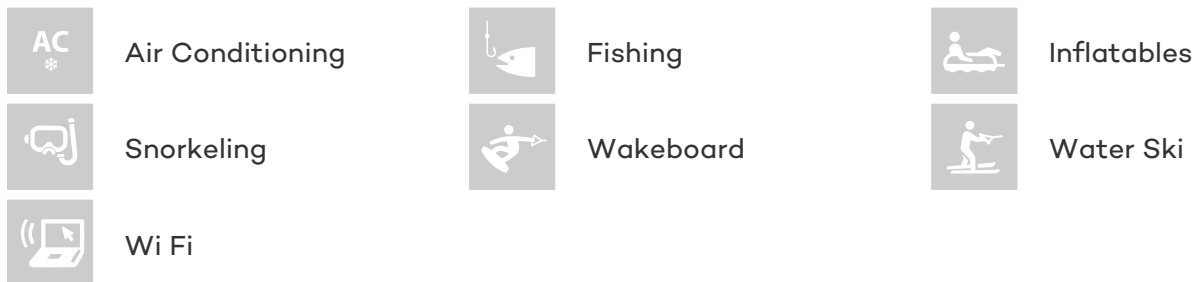 AC
Air Conditioning
Fishing
Inflatables
Snorkeling
Wakeboard
Water Ski
Wi Fi